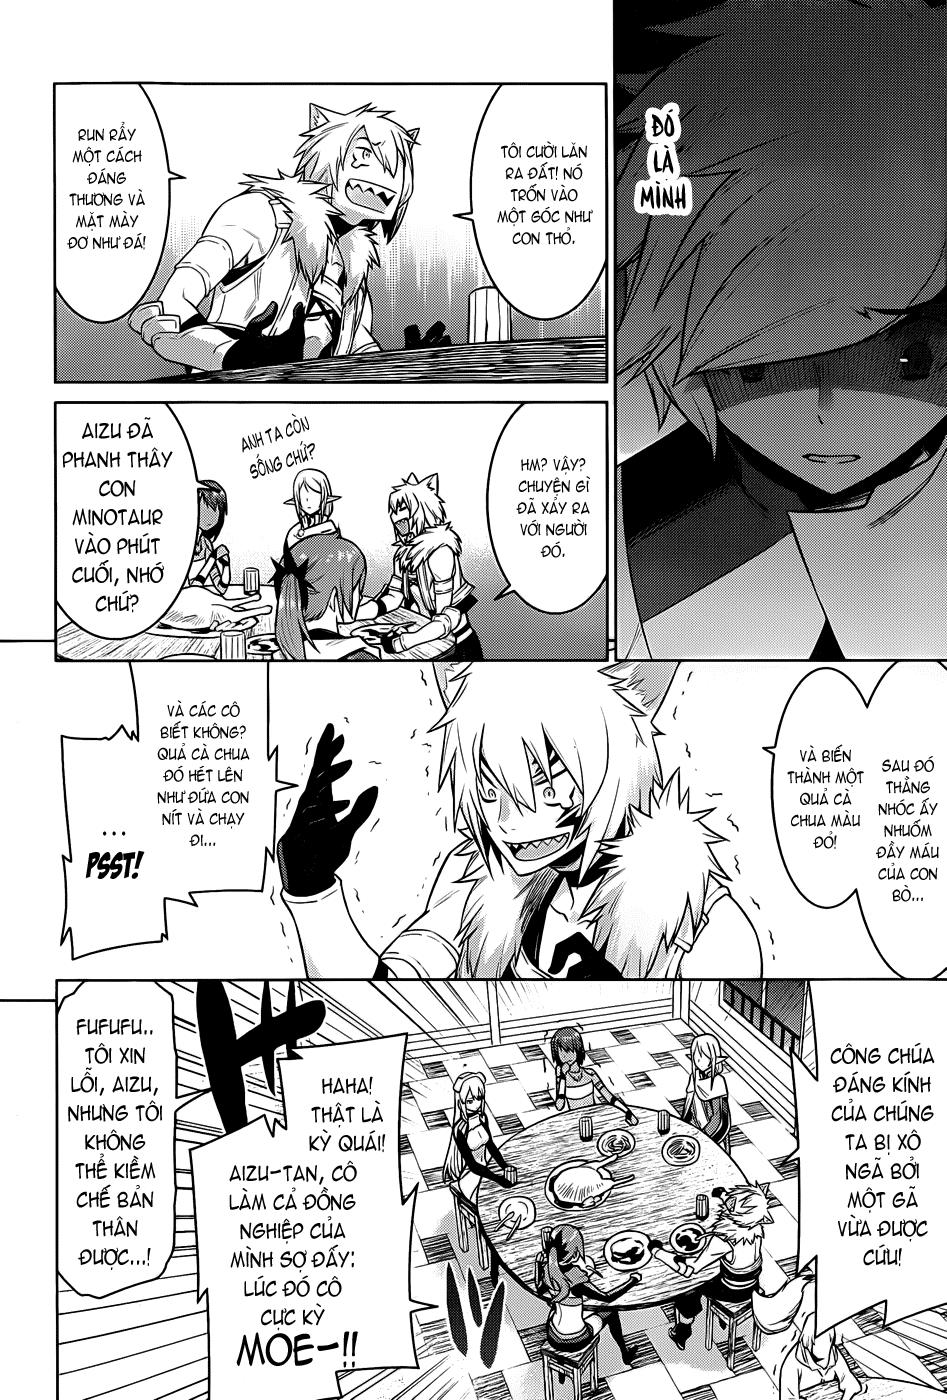 ĐÓ
LÀ
MÌNH
TÔI CƯỜI LĂN
RA ĐẤT! NÓ
TRỐN VÀO
MỘT GÓC NHƯ
CON THỎ.
RUN RẨY
MỘT CÁCH
ĐÁNG
THƯƠNG VÀ
MẶT MÀY
ĐƠ NHƯ ĐÁ!
HM? VẬY?
CHUYỆN GÌ
ĐÃ XẢY RA
VỚI NGƯỜI
ĐÓ.
ANH TA CÒN
SỐNG CHỨ?
AIZU ĐÃ
PHANH THÂY
CON
MINOTAUR
VÀO PHÚT
CUỐI, NHỚ
CHỨ?
SAU ĐÓ
THẰNG
NHÓC ẤY
NHUỐM
ĐẦY MÁU
CỦA CON
BÒ...
VÀ BIẾN
THÀNH MỘT
QUẢ CÀ
CHUA MÀU
ĐỎ!
VÀ CÁC CÔ
BIẾT KHÔNG?
QUẢ CÀ CHUA
ĐÓ HÉT LÊN
NHƯ ĐỨA CON
NÍT VÀ CHẠY
ĐI...
...
PSST!
CÔNG CHÚA
ĐÁNG KÍNH
CỦA CHÚNG
TA BỊ XÔ
NGÃ BỞI
MỘT GÃ
VỪA ĐƯỢC
CỨU!
HAHA!
THẬT LÀ
KỲ QUÁI!
AIZU-TAN, CÔ
LÀM CẢ ĐỒNG
NGHIỆP CỦA
MÌNH SỢ ĐẤY:
LÚC ĐÓ CÔ
CỰC KỲ
MOE-!!
FUFUFU..
TÔI XIN
LỖI, AIZU,
NHƯNG TÔI
KHÔNG
THỂ KIỀM
CHẾ BẢN
THÂN
ĐƯỢC...!